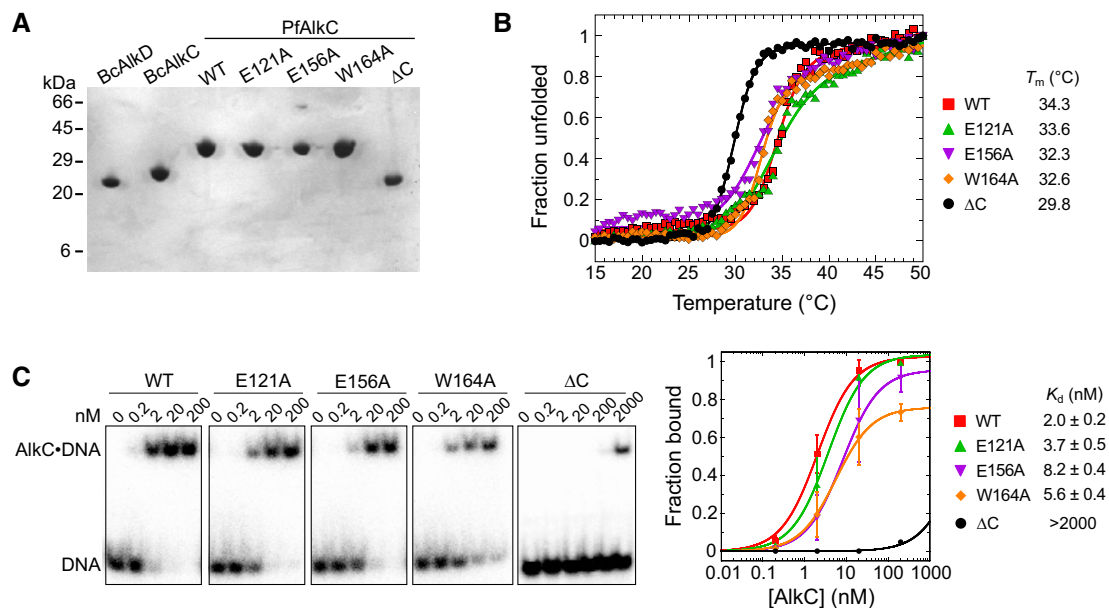 A
PfAlkC
BcAlkD
BcAlkC
WT
E121A
E156A
W164A
ΔC
kDa
66
45
29
20
6
B
Fraction unfolded
1
0.8
0.6
0.4
0.2
0
15 20 25 30 35 40 45 50
Temperature (°C)
Tm (°C)
WT 34.3
E121A 33.6
E156A 32.3
W164A 32.6
ΔC 29.8
C
WT E121A E156A W164A ΔC
nM 0 0.2 2 20 200 0 0.2 2 20 200 0 0.2 2 20 200 0 0.2 2 20 200 0 0.2 2 20 200 2000
AlkC•DNA
DNA
Fraction bound
1
0.8
0.6
0.4
0.2
0
0.01 0.1 1 10 100 1000
[AlkC] (nM)
Kd (nM)
WT 2.0 ± 0.2
E121A 3.7 ± 0.5
E156A 8.2 ± 0.4
W164A 5.6 ± 0.4
ΔC >2000